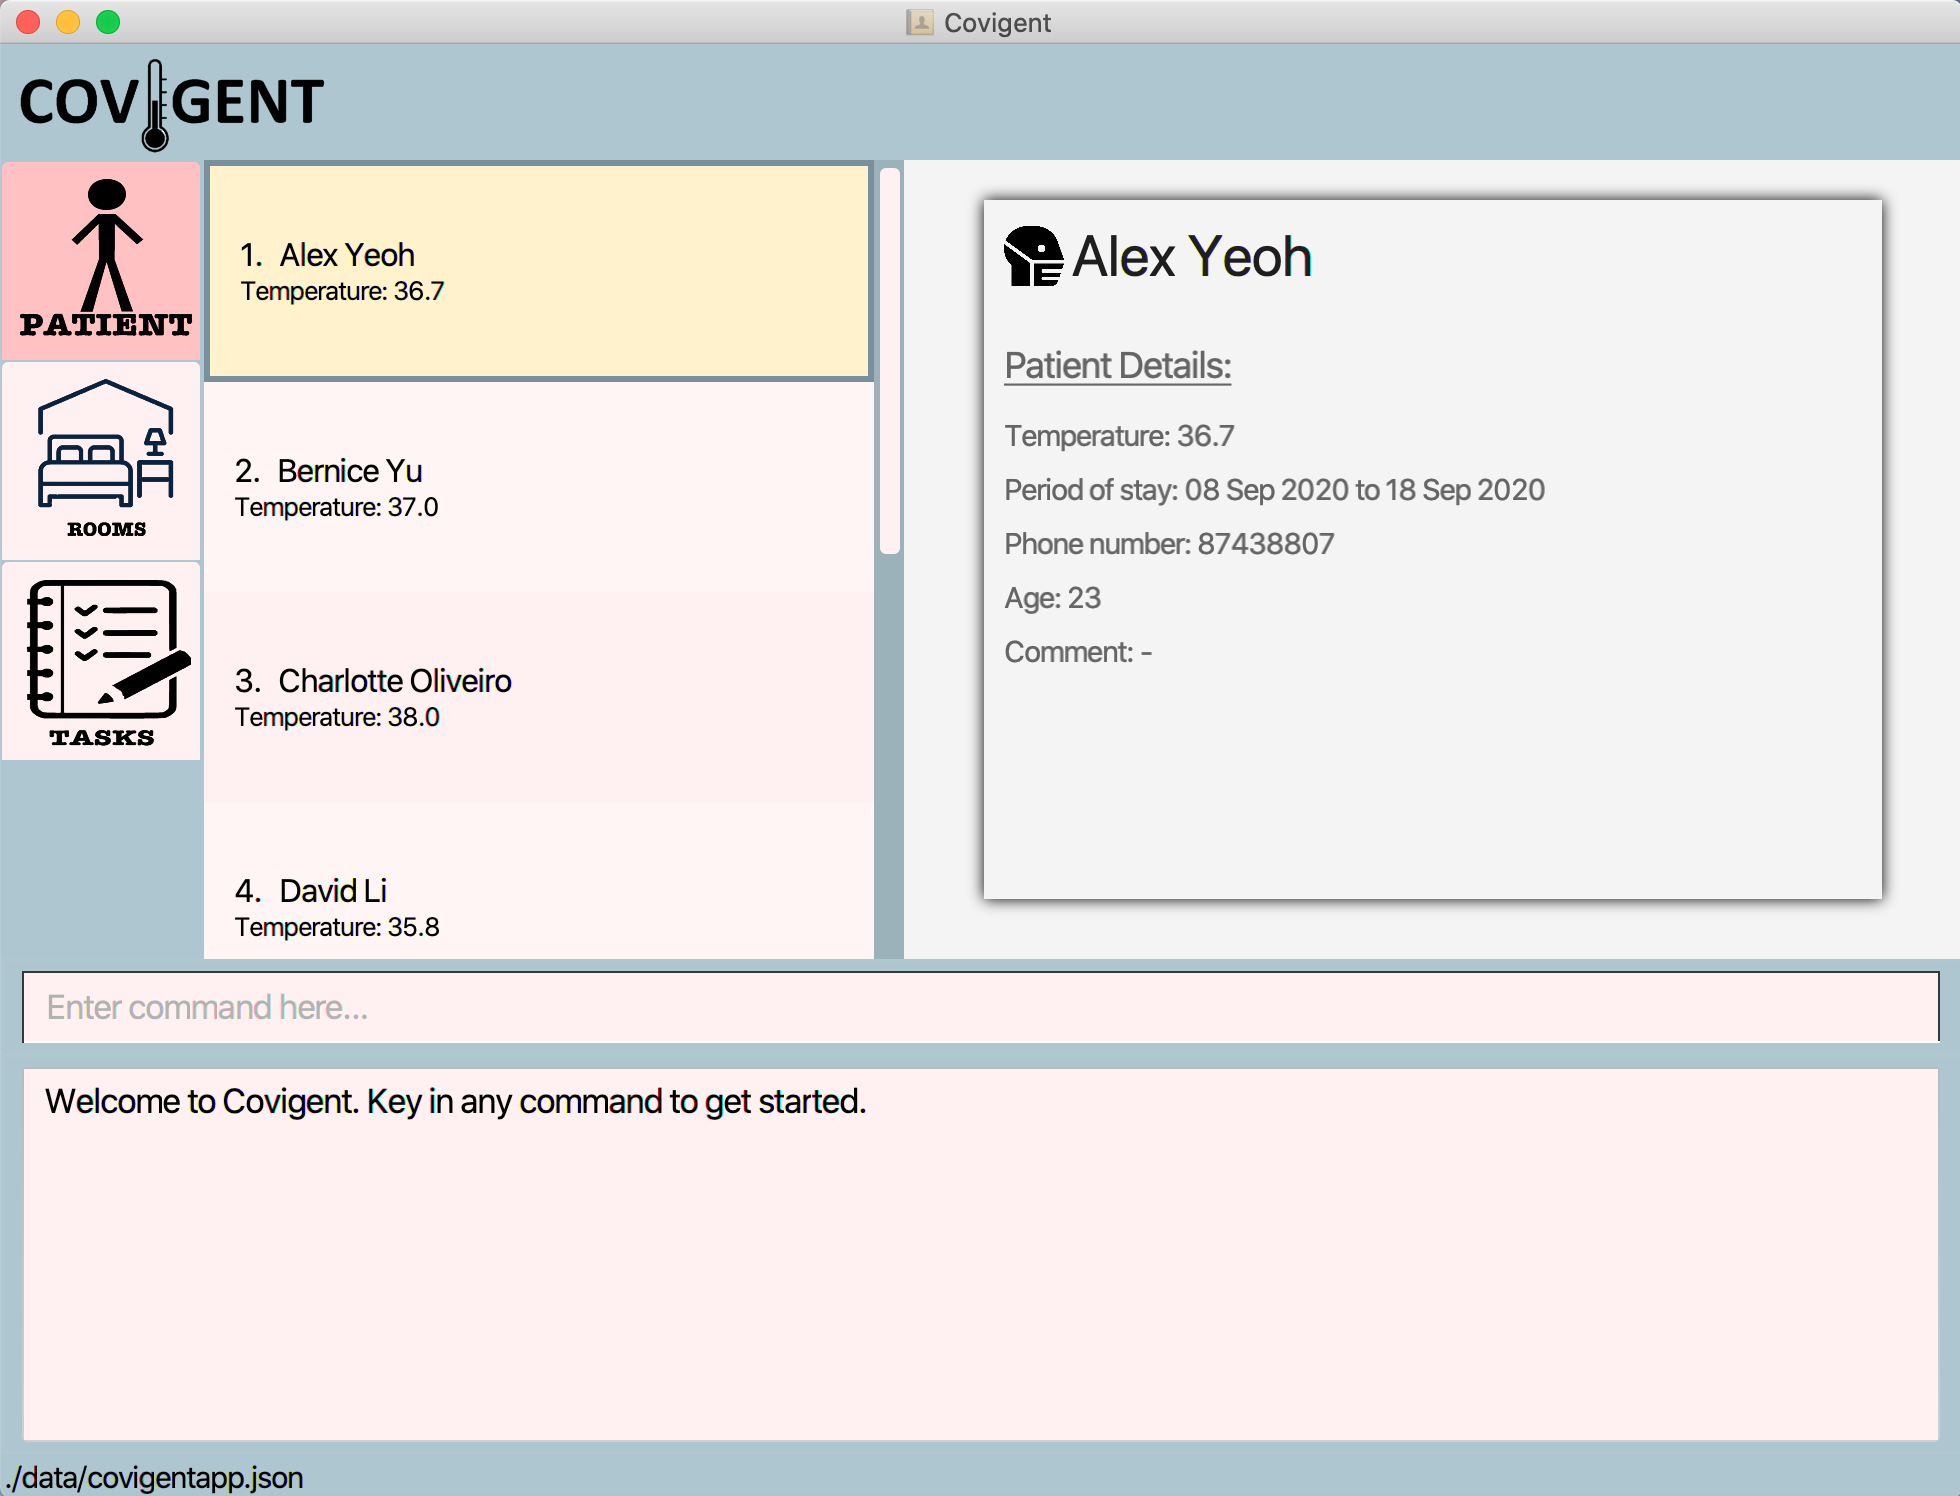 Covigent
COVIGENT
PATIENT
ROOMS
TASKS
1. Alex Yeoh
Temperature: 36.7
2. Bernice Yu
Temperature: 37.0
3. Charlotte Oliveiro
Temperature: 38.0
4. David Li
Temperature: 35.8
Alex Yeoh
Patient Details:
Temperature: 36.7
Period of stay: 08 Sep 2020 to 18 Sep 2020
Phone number: 87438807
Age: 23
Comment: -
Enter command here...
Welcome to Covigent. Key in any command to get started.
./data/covigentapp.json